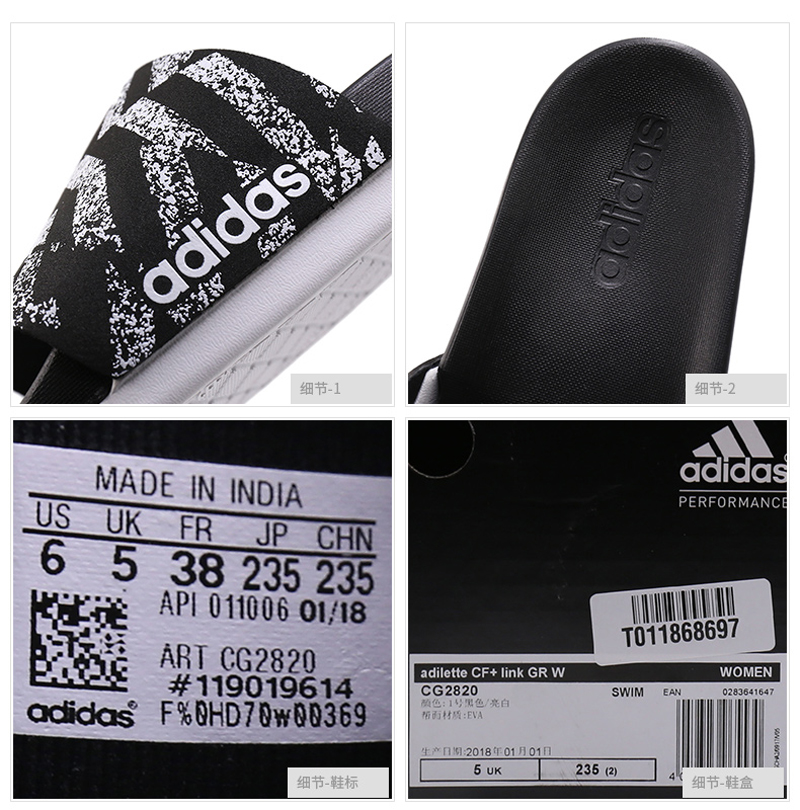 adidas
细节-1
adidas
细节-2
MADE IN INDIA
US UK FR JP CHN
6 5 38 235 235
API 011006 01/18
ART CG2820
#119019614
adidas® F%0HD70w00369
细节-鞋标
adidas
PERFORMANCE
T011868697
adilette CF+ link GR W WOMEN
CG2820 SWIM EAN 0283641647
颜色:1号黑色/亮白
帮面材质:EVA
生产日期:2018年01月01日
5 UK 235 (2)
细节-鞋盒